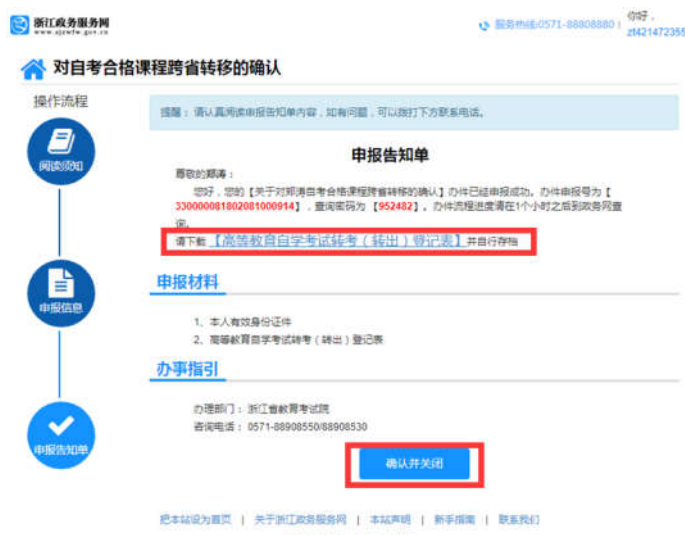 浙江政务服务网
www.zjzwfw.gov.cn
服务热线:0571-88808880 |
你好，
zt421472355
对自考合格课程跨省转移的确认
操作流程
阅读须知
申报信息
申报告知单
提醒：请认真阅读申报告知单内容，如有问题，可以拨打下方联系电话。
申报告知单
尊敬的郑涛：
您好，您的【关于对郑涛自考合格课程跨省转移的确认】办件已经申报成功。办件申报号为【
330000081802081000914】，查询密码为【952482】。办件流程进度请在1个小时之后到政务网查
询。
请下载【高等教育自学考试转考（转出）登记表】并自行存档
申报材料
1、本人有效身份证件
2、高等教育自学考试转考（转出）登记表
办事指引
办理部门：浙江省教育考试院
咨询电话：0571-88908550/88908530
确认并关闭
把本站设为首页 | 关于浙江政务服务网 | 本站声明 | 新手指南 | 联系我们